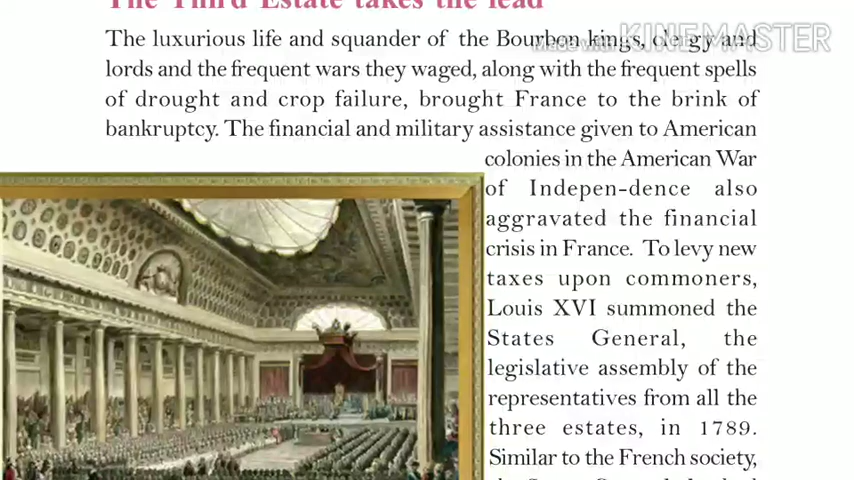 The Third Estate takes the lead
The luxurious life and squander of the Bourbon kings, clergy and
Made with KINEMASTER
lords and the frequent wars they waged, along with the frequent spells
of drought and crop failure, brought France to the brink of
bankruptcy. The financial and military assistance given to American
colonies in the American War
of Indepen-dence also
aggravated the financial
crisis in France. To levy new
taxes upon commoners,
Louis XVI summoned the
States General, the
legislative assembly of the
representatives from all the
three estates, in 1789.
Similar to the French society,